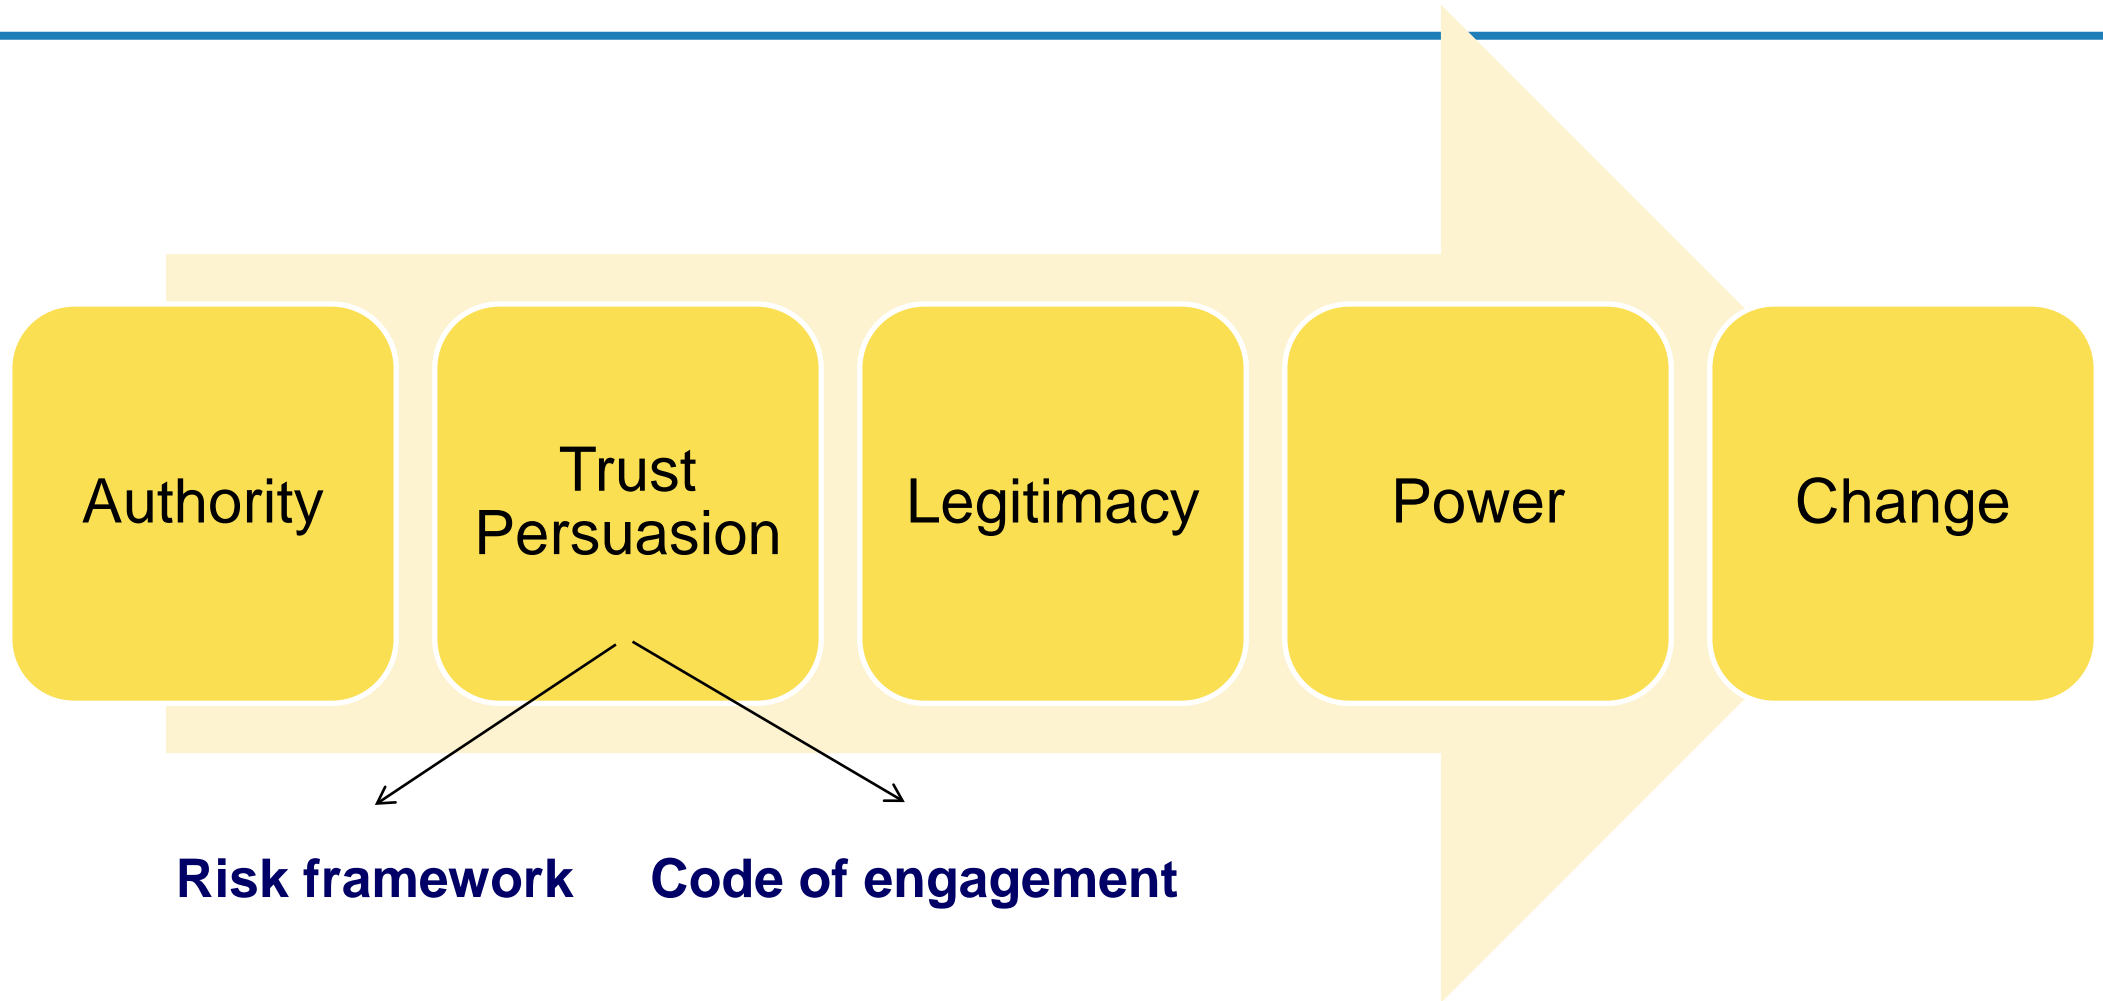 Authority
Trust
Persuasion
Legitimacy
Power
Change
Risk framework
Code of engagement